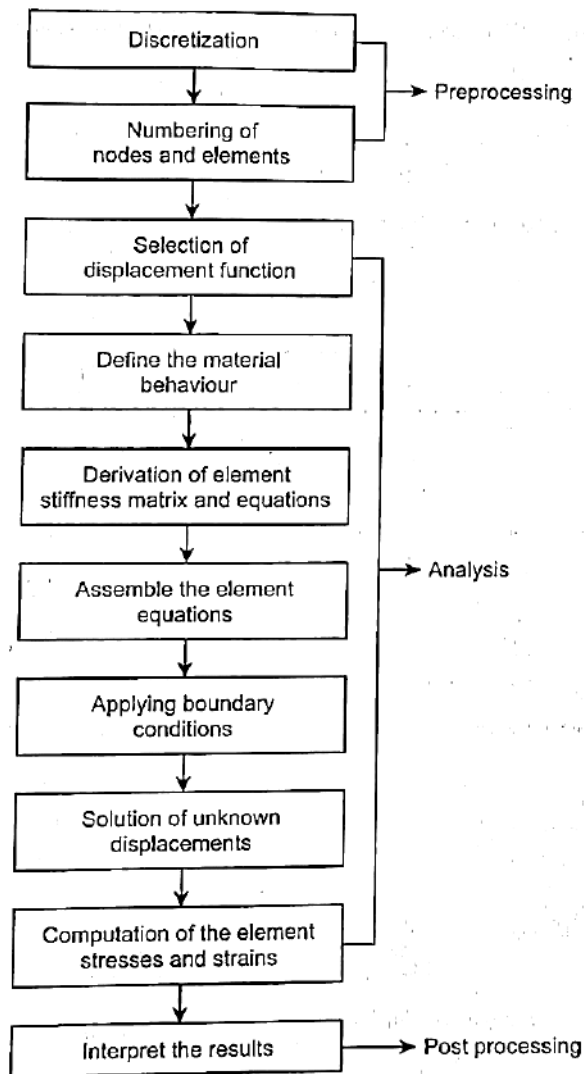 Discretization
Preprocessing
Numbering of
nodes and elements
Selection of
displacement function
Define the material
behaviour
Derivation of element
stiffness matrix and equations
Analysis
Assemble the element
equations
Applying boundary
conditions
Solution of unknown
displacements
Computation of the element
stresses and strains
Interpret the results
Post processing